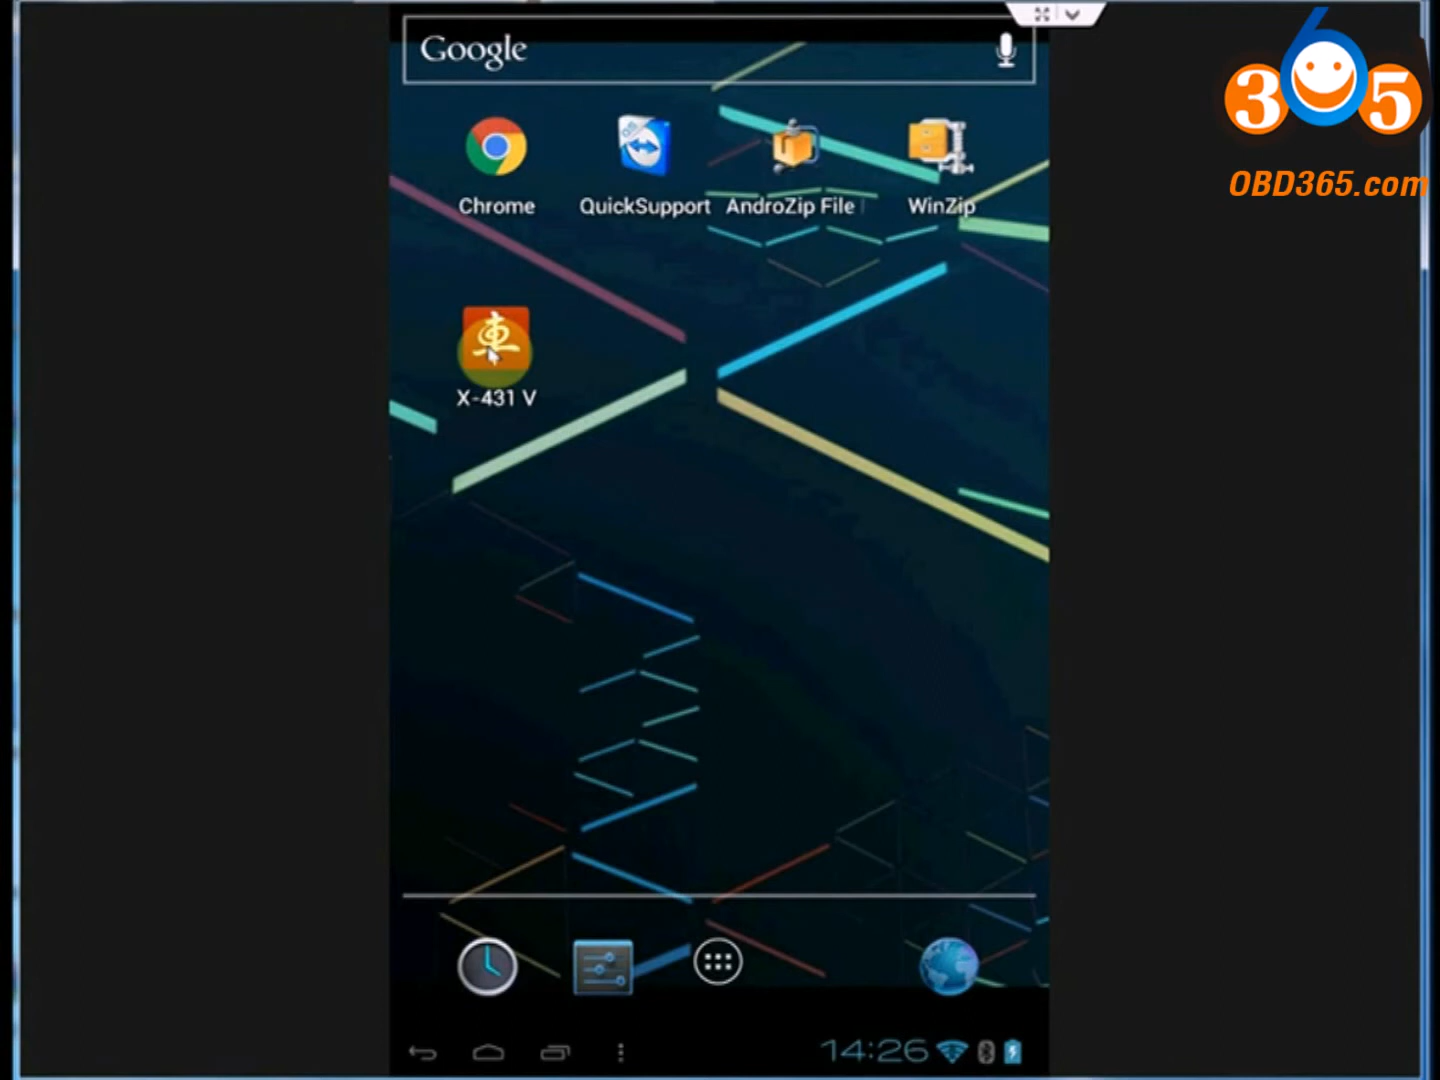 Google
365
OBD365.com
Chrome
QuickSupport
AndroZip File
WinZip
車
X-431 V
14:26